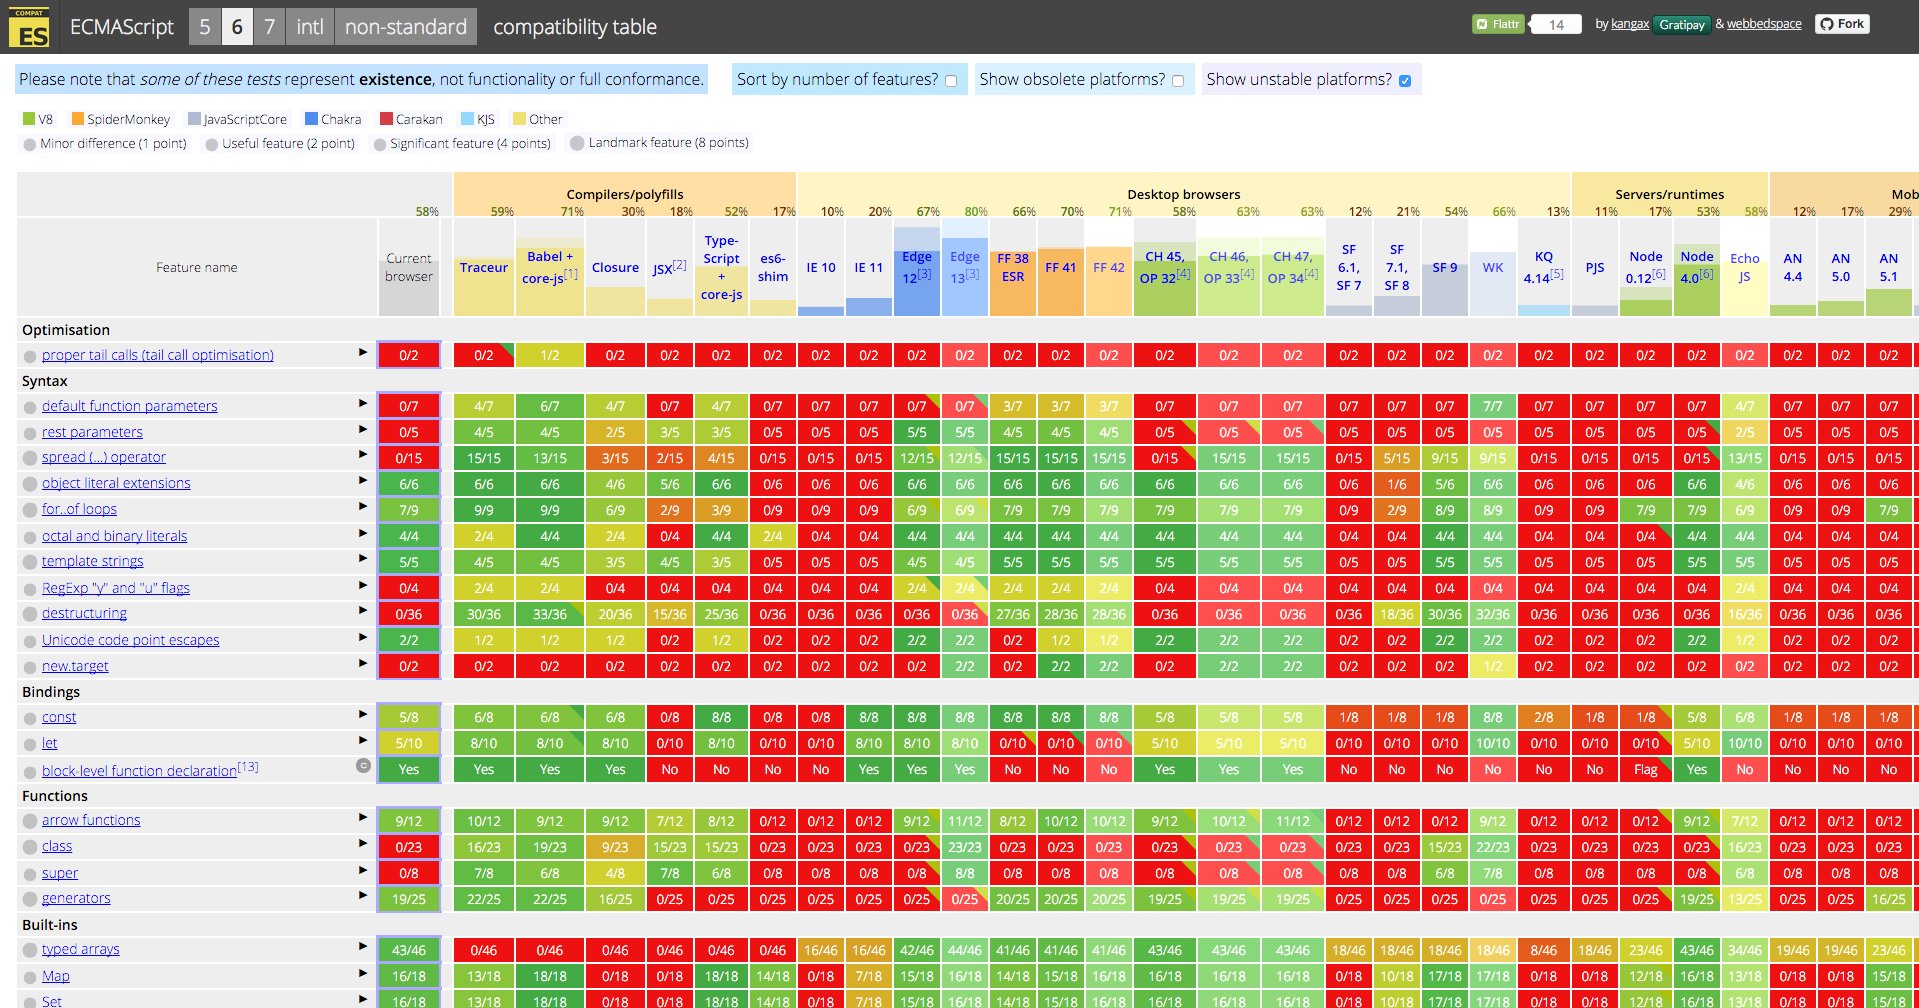 COMPAT
ES
ECMAScript 5 6 7 intl non-standard compatibility table
Flattr 14 by kangax Gratipay & webbedspace Fork
Please note that some of these tests represent existence, not functionality or full conformance. Sort by number of features? Show obsolete platforms? Show unstable platforms?
V8 SpiderMonkey JavaScriptCore Chakra Carakan KJS Other
Minor difference (1 point) Useful feature (2 point) Significant feature (4 points) Landmark feature (8 points)
Compilers/polyfills Desktop browsers Servers/runtimes Mob
58% 59% 71% 30% 18% 52% 17% 10% 20% 67% 80% 66% 70% 71% 58% 63% 63% 12% 21% 54% 66% 13% 11% 17% 53% 58% 12% 17% 29%
Feature name Current browser Traceur Babel + core-js[1] Closure JSX[2] Type-Script + core-js es6-shim IE 10 IE 11 Edge 12[3] Edge 13[3] FF 38 ESR FF 41 FF 42 CH 45, OP 32[4] CH 46, OP 33[4] CH 47, OP 34[4] SF 6.1, SF 7 SF 7.1, SF 8 SF 9 WK KQ 4.14[5] PJS Node 0.12[6] Node 4.0[6] Echo JS AN 4.4 AN 5.0 AN 5.1
Optimisation
proper tail calls (tail call optimisation) 0/2 0/2 1/2 0/2 0/2 0/2 0/2 0/2 0/2 0/2 0/2 0/2 0/2 0/2 0/2 0/2 0/2 0/2 0/2 0/2 0/2 0/2 0/2 0/2 0/2 0/2 0/2 0/2 0/2
Syntax
default function parameters 0/7 4/7 6/7 4/7 0/7 4/7 0/7 0/7 0/7 0/7 0/7 3/7 3/7 3/7 0/7 0/7 0/7 0/7 0/7 0/7 7/7 0/7 0/7 0/7 0/7 4/7 0/7 0/7 0/7
rest parameters 0/5 4/5 4/5 2/5 3/5 3/5 0/5 0/5 0/5 5/5 5/5 4/5 4/5 4/5 0/5 0/5 0/5 0/5 0/5 0/5 0/5 0/5 0/5 0/5 0/5 2/5 0/5 0/5 0/5
spread (...) operator 0/15 15/15 13/15 3/15 2/15 4/15 0/15 0/15 0/15 12/15 12/15 15/15 15/15 15/15 0/15 15/15 15/15 0/15 5/15 9/15 9/15 0/15 0/15 0/15 0/15 13/15 0/15 0/15 0/15
object literal extensions 6/6 6/6 6/6 4/6 5/6 6/6 0/6 0/6 0/6 6/6 6/6 6/6 6/6 6/6 6/6 6/6 6/6 0/6 1/6 5/6 6/6 0/6 0/6 0/6 6/6 4/6 0/6 0/6 0/6
for..of loops 7/9 9/9 9/9 6/9 2/9 3/9 0/9 0/9 0/9 6/9 6/9 7/9 7/9 7/9 7/9 7/9 7/9 0/9 2/9 8/9 8/9 0/9 0/9 7/9 7/9 6/9 0/9 0/9 7/9
octal and binary literals 4/4 2/4 4/4 2/4 0/4 4/4 2/4 0/4 0/4 4/4 4/4 4/4 4/4 4/4 4/4 4/4 4/4 0/4 0/4 4/4 4/4 0/4 0/4 0/4 4/4 4/4 0/4 0/4 0/4
template strings 5/5 4/5 4/5 3/5 4/5 3/5 0/5 0/5 0/5 4/5 4/5 5/5 5/5 5/5 5/5 5/5 5/5 0/5 0/5 5/5 5/5 0/5 0/5 0/5 5/5 5/5 0/5 0/5 0/5
RegExp "y" and "u" flags 0/4 2/4 2/4 0/4 0/4 0/4 0/4 0/4 0/4 2/4 2/4 2/4 2/4 2/4 0/4 0/4 0/4 0/4 0/4 0/4 0/4 0/4 0/4 0/4 0/4 2/4 0/4 0/4 0/4
destructuring 0/36 30/36 33/36 20/36 15/36 25/36 0/36 0/36 0/36 0/36 0/36 27/36 28/36 28/36 0/36 0/36 0/36 0/36 18/36 30/36 32/36 0/36 0/36 0/36 0/36 16/36 0/36 0/36 0/36
Unicode code point escapes 2/2 1/2 1/2 1/2 0/2 1/2 0/2 0/2 0/2 2/2 2/2 0/2 1/2 1/2 2/2 2/2 2/2 0/2 0/2 2/2 2/2 0/2 0/2 0/2 2/2 1/2 0/2 0/2 0/2
new.target 0/2 0/2 0/2 0/2 0/2 0/2 0/2 0/2 0/2 0/2 2/2 0/2 2/2 2/2 0/2 2/2 2/2 0/2 0/2 0/2 1/2 0/2 0/2 0/2 0/2 0/2 0/2 0/2 0/2
Bindings
const 5/8 6/8 6/8 6/8 0/8 8/8 0/8 0/8 8/8 8/8 8/8 8/8 8/8 8/8 5/8 5/8 5/8 1/8 1/8 1/8 8/8 2/8 1/8 1/8 5/8 6/8 1/8 1/8 1/8
let 5/10 8/10 8/10 8/10 0/10 8/10 0/10 0/10 8/10 8/10 8/10 0/10 0/10 0/10 5/10 5/10 5/10 0/10 0/10 0/10 10/10 0/10 0/10 0/10 5/10 10/10 0/10 0/10 0/10
block-level function declaration[13] c Yes Yes Yes Yes No No No No Yes Yes Yes No No No Yes Yes Yes No No No No No No Flag Yes No No No No
Functions
arrow functions 9/12 10/12 9/12 9/12 7/12 8/12 0/12 0/12 0/12 9/12 11/12 8/12 10/12 10/12 9/12 10/12 11/12 0/12 0/12 0/12 9/12 0/12 0/12 0/12 9/12 7/12 0/12 0/12 0/12
class 0/23 16/23 19/23 9/23 15/23 15/23 0/23 0/23 0/23 0/23 23/23 0/23 0/23 0/23 0/23 0/23 0/23 0/23 0/23 15/23 22/23 0/23 0/23 0/23 0/23 16/23 0/23 0/23 0/23
super 0/8 7/8 6/8 4/8 7/8 6/8 0/8 0/8 0/8 0/8 8/8 0/8 0/8 0/8 0/8 0/8 0/8 0/8 0/8 6/8 7/8 0/8 0/8 0/8 0/8 6/8 0/8 0/8 0/8
generators 19/25 22/25 22/25 16/25 0/25 0/25 0/25 0/25 0/25 0/25 0/25 20/25 20/25 20/25 19/25 19/25 19/25 0/25 0/25 0/25 0/25 0/25 0/25 0/25 19/25 13/25 0/25 0/25 16/25
Built-ins
typed arrays 43/46 0/46 0/46 0/46 0/46 0/46 0/46 16/46 16/46 42/46 44/46 41/46 41/46 41/46 43/46 43/46 43/46 18/46 18/46 18/46 18/46 8/46 18/46 23/46 43/46 34/46 19/46 19/46 23/46
Map 16/18 13/18 18/18 0/18 0/18 18/18 14/18 0/18 7/18 15/18 16/18 14/18 15/18 16/18 16/18 16/18 16/18 0/18 10/18 17/18 17/18 0/18 0/18 12/18 16/18 13/18 0/18 0/18 15/18
Set 16/18 13/18 18/18 0/18 0/18 18/18 14/18 0/18 7/18 15/18 16/18 14/18 15/18 16/18 16/18 16/18 16/18 0/18 10/18 17/18 17/18 0/18 0/18 12/18 16/18 13/18 0/18 0/18 15/18